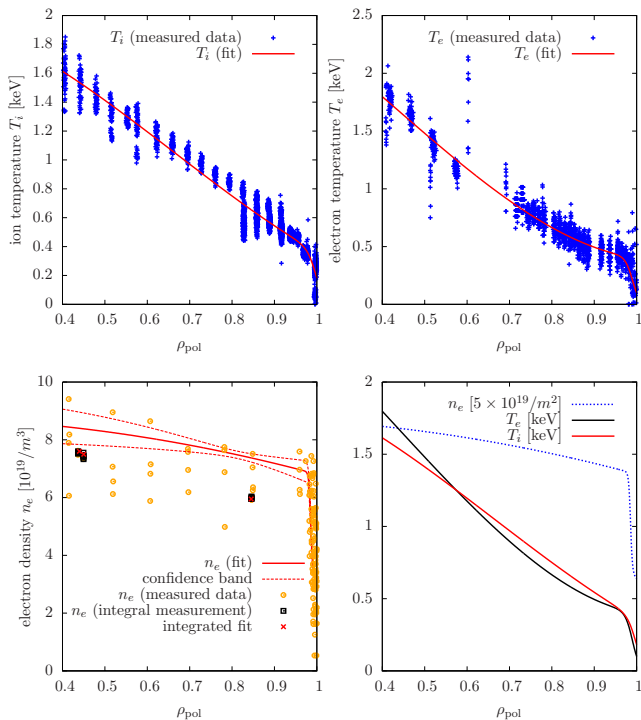 2
1.8
1.6
1.4
1.2
1
0.8
0.6
0.4
0.2
0
ion temperature T_i [keV]
T_i (measured data)
T_i (fit)
0.4 0.5 0.6 0.7 0.8 0.9 1
ρ_pol
2.5
2
1.5
1
0.5
0
electron temperature T_e [keV]
T_e (measured data)
T_e (fit)
0.4 0.5 0.6 0.7 0.8 0.9 1
ρ_pol
10
8
6
4
2
0
electron density n_e [10^19/m^3]
n_e (fit)
confidence band
n_e (measured data)
n_e (integral measurement)
integrated fit
0.4 0.5 0.6 0.7 0.8 0.9 1
ρ_pol
2
1.5
1
0.5
0
n_e [5 × 10^19/m^2]
T_e [keV]
T_i [keV]
0.4 0.5 0.6 0.7 0.8 0.9 1
ρ_pol